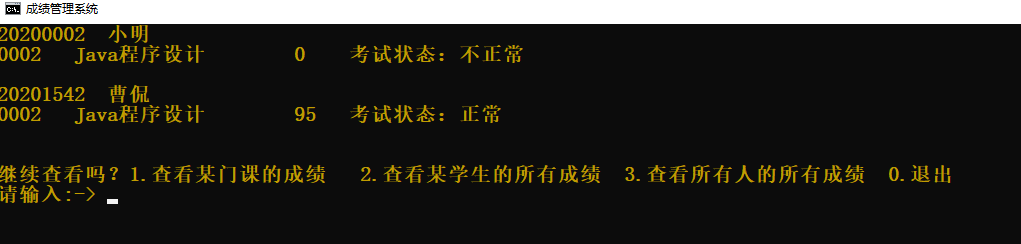 成绩管理系统
20200002 小明
0002 Java程序设计 0 考试状态：不正常
20201542 曹侃
0002 Java程序设计 95 考试状态：正常
继续查看吗？1.查看某门课的成绩 2.查看某学生的所有成绩 3.查看所有人的所有成绩 0.退出
请输入:->